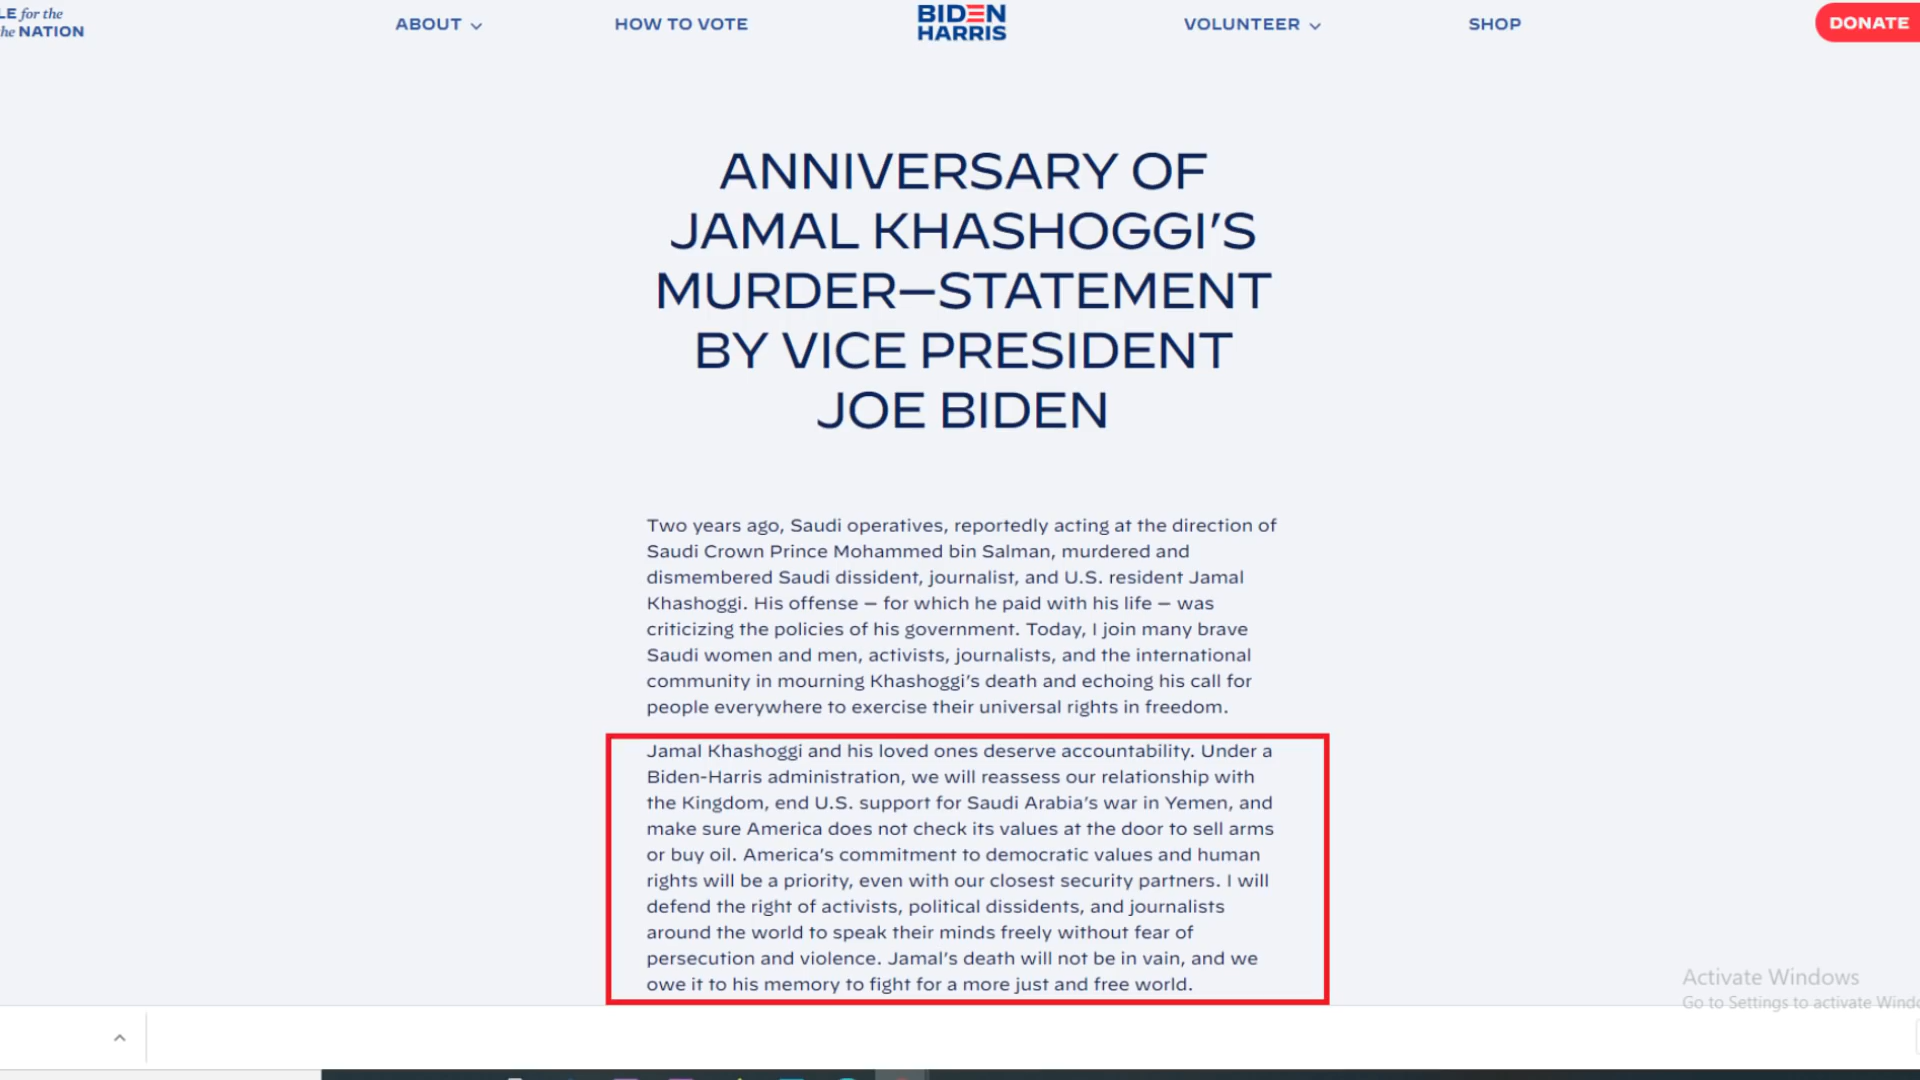 LE for the
the NATION
ABOUT
HOW TO VOTE
BIDEN
HARRIS
VOLUNTEER
SHOP
DONATE
ANNIVERSARY OF
JAMAL KHASHOGGI’S
MURDER—STATEMENT
BY VICE PRESIDENT
JOE BIDEN
Two years ago, Saudi operatives, reportedly acting at the direction of
Saudi Crown Prince Mohammed bin Salman, murdered and
dismembered Saudi dissident, journalist, and U.S. resident Jamal
Khashoggi. His offense – for which he paid with his life – was
criticizing the policies of his government. Today, I join many brave
Saudi women and men, activists, journalists, and the international
community in mourning Khashoggi’s death and echoing his call for
people everywhere to exercise their universal rights in freedom.
Jamal Khashoggi and his loved ones deserve accountability. Under a
Biden-Harris administration, we will reassess our relationship with
the Kingdom, end U.S. support for Saudi Arabia’s war in Yemen, and
make sure America does not check its values at the door to sell arms
or buy oil. America’s commitment to democratic values and human
rights will be a priority, even with our closest security partners. I will
defend the right of activists, political dissidents, and journalists
around the world to speak their minds freely without fear of
persecution and violence. Jamal’s death will not be in vain, and we
owe it to his memory to fight for a more just and free world.
Activate Windows
Go to Settings to activate Windo